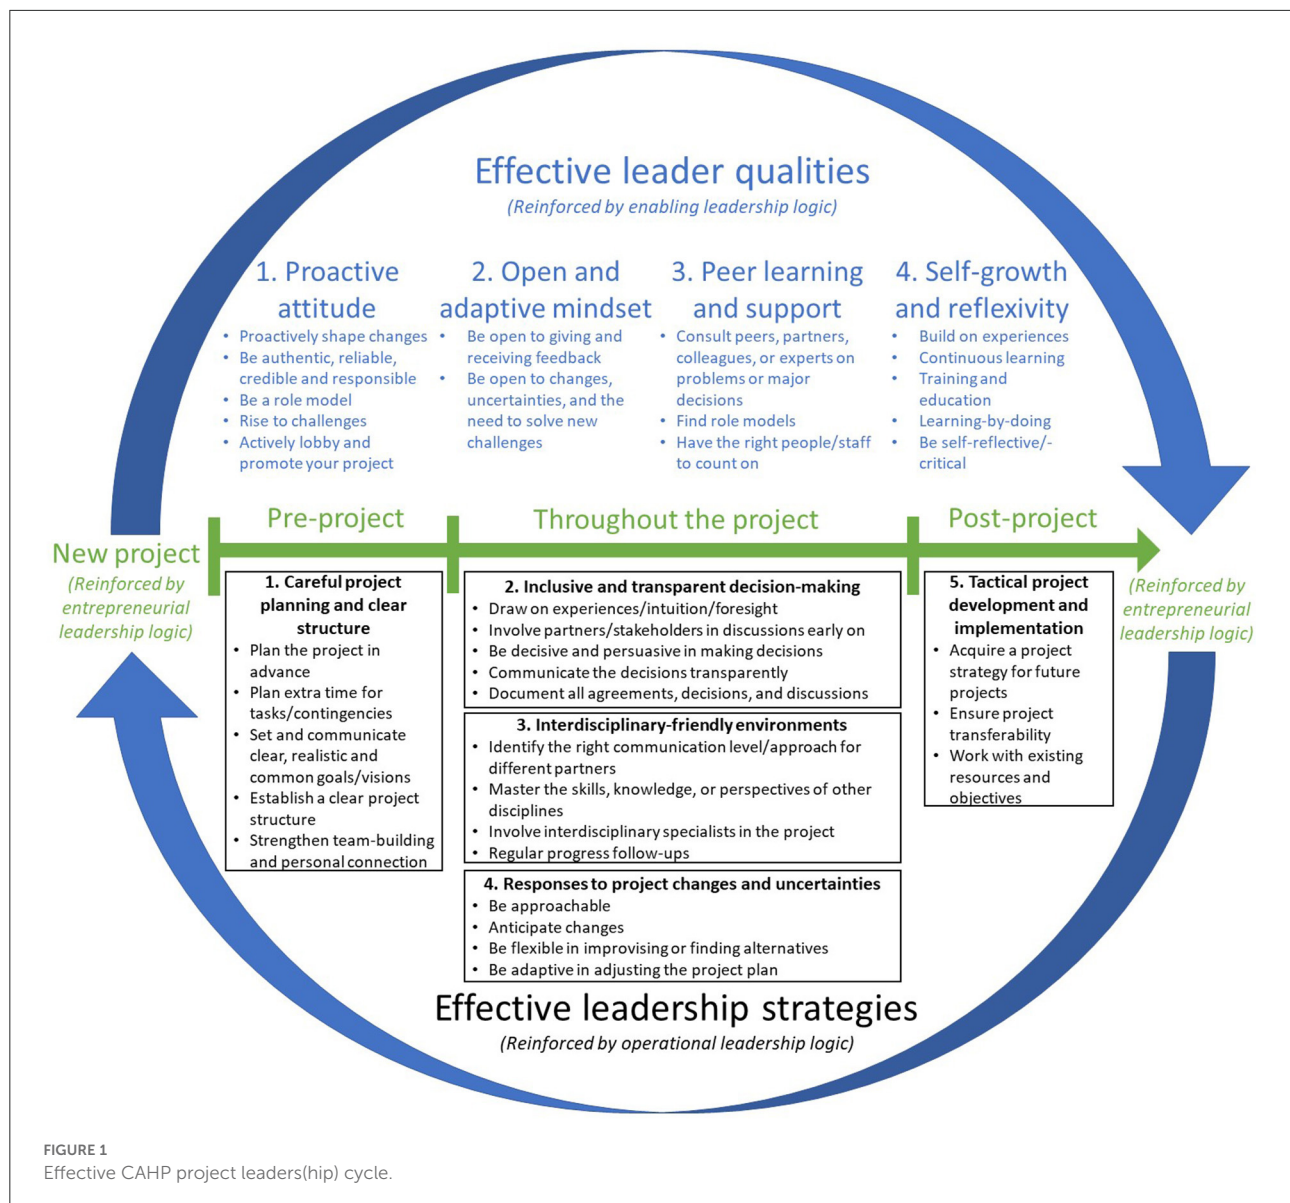 Effective leader qualities
(Reinforced by enabling leadership logic)
1. Proactive
attitude
• Proactively shape changes
• Be authentic, reliable,
credible and responsible
• Be a role model
• Rise to challenges
• Actively lobby and
promote your project
2. Open and
adaptive mindset
• Be open to giving and
receiving feedback
• Be open to changes,
uncertainties, and the
need to solve new
challenges
3. Peer learning
and support
• Consult peers, partners,
colleagues, or experts on
problems or major
decisions
• Find role models
• Have the right people/staff
to count on
4. Self-growth
and reflexivity
• Build on experiences
• Continuous learning
• Training and
education
• Learning-by-doing
• Be self-reflective/-
critical
New project
(Reinforced by
entrepreneurial
leadership logic)
Pre-project
Throughout the project
Post-project
(Reinforced by
entrepreneurial
leadership logic)
1. Careful project
planning and clear
structure
• Plan the project in
advance
• Plan extra time for
tasks/contingencies
• Set and communicate
clear, realistic and
common goals/visions
• Establish a clear project
structure
• Strengthen team-building
and personal connection
2. Inclusive and transparent decision-making
• Draw on experiences/intuition/foresight
• Involve partners/stakeholders in discussions early on
• Be decisive and persuasive in making decisions
• Communicate the decisions transparently
• Document all agreements, decisions, and discussions
3. Interdisciplinary-friendly environments
• Identify the right communication level/approach for
different partners
• Master the skills, knowledge, or perspectives of other
disciplines
• Involve interdisciplinary specialists in the project
• Regular progress follow-ups
4. Responses to project changes and uncertainties
• Be approachable
• Anticipate changes
• Be flexible in improvising or finding alternatives
• Be adaptive in adjusting the project plan
5. Tactical project
development and
implementation
• Acquire a project
strategy for future
projects
• Ensure project
transferability
• Work with existing
resources and
objectives
Effective leadership strategies
(Reinforced by operational leadership logic)
FIGURE 1
Effective CAHP project leaders(hip) cycle.